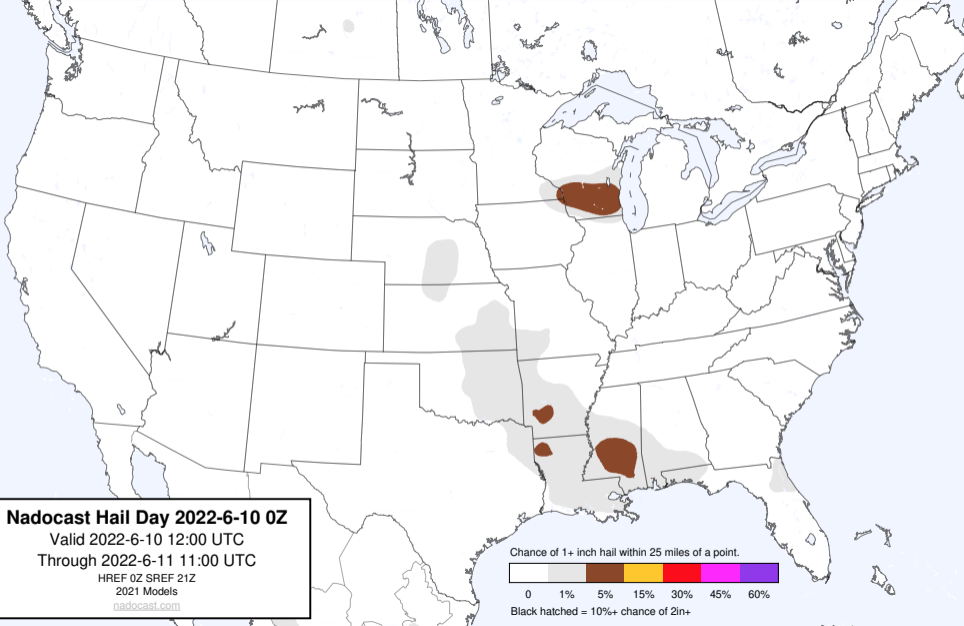 Nadocast Hail Day 2022-6-10 0Z
Valid 2022-6-10 12:00 UTC
Through 2022-6-11 11:00 UTC
HREF 0Z SREF 21Z
2021 Models
nadocast.com
Chance of 1+ inch hail within 25 miles of a point.
0 1% 5% 15% 30% 45% 60%
Black hatched = 10%+ chance of 2in+